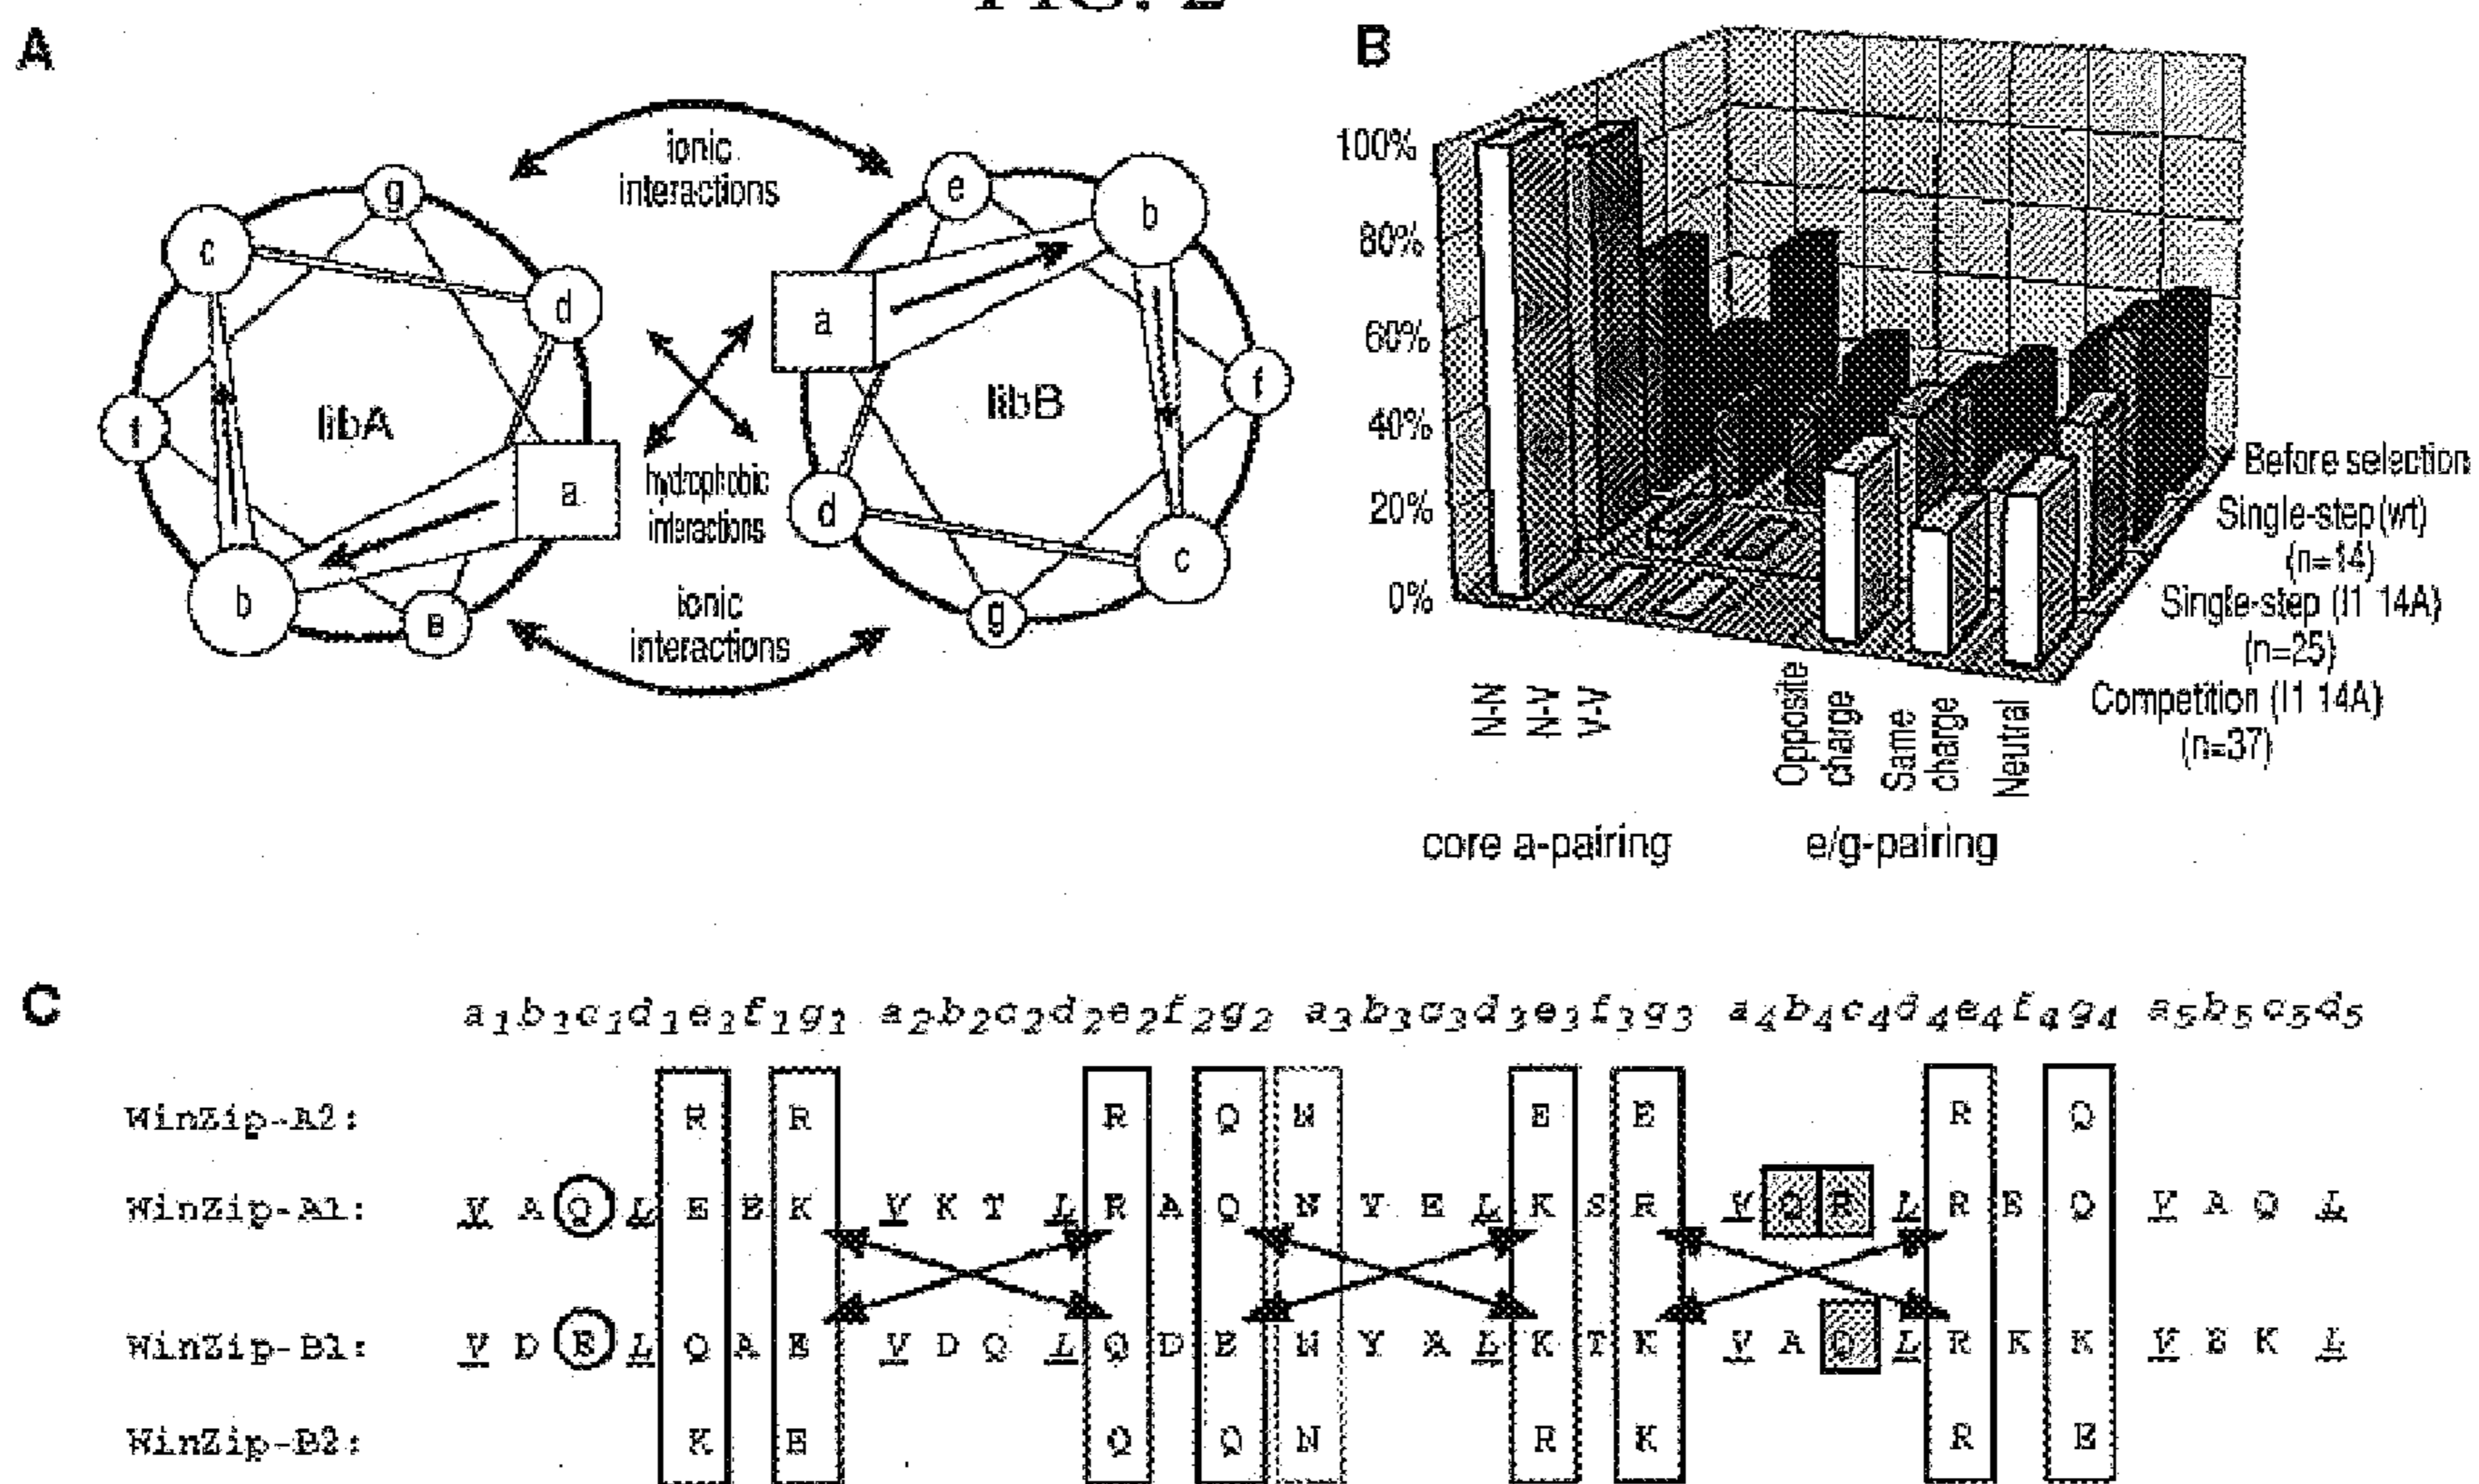 FIG. 2
A
ionic
interactions
g
c
d
f
libA
a
b
e
hydrophobic
interactions
ionic
interactions
e
b
a
f
libB
d
c
g
B
100%
80%
60%
40%
20%
0%
N-N
N-V
V-V
Opposite
charge
Same
charge
Neutral
Before selection
Single-step (wt)
(n=14)
Single-step (I1 14A)
(n=25)
Competition (I1 14A)
(n=37)
core a-pairing
e/g-pairing
C
a1b1c1d1e1f1g1 a2b2c2d2e2f2g2 a3b3c3d3e3f3g3 a4b4c4d4e4f4g4 a5b5c5d5
WinZip-A2: R R R Q N E E R Q
WinZip-A1: V A Q L E E K V K T L R A Q N Y E L K S R V Q R L R E Q V A Q L
WinZip-B1: V D E L Q A E V D Q L Q D E N Y A L K T K V A Q L R K K V E K L
WinZip-B2: K E Q Q N R K R E